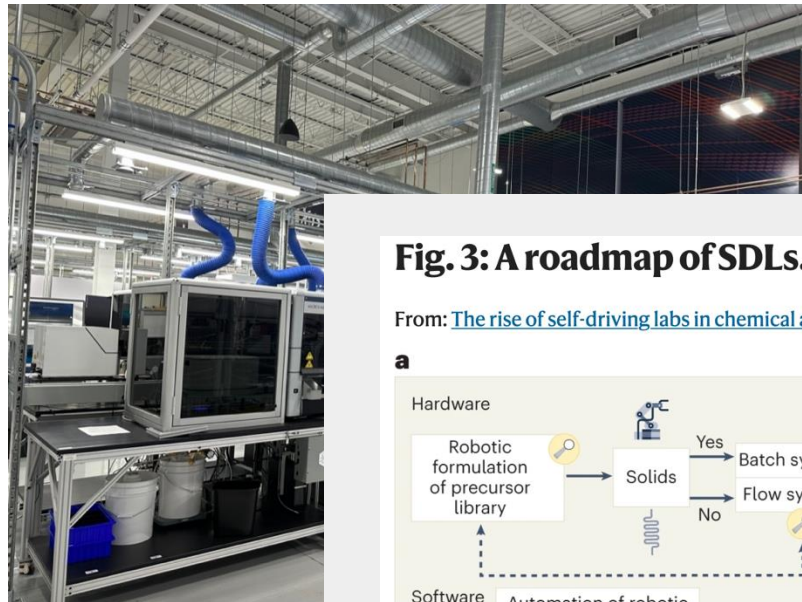 Fig. 3: A roadmap of SDLs.
From: The rise of self-driving labs in chemical a
a
Hardware
Robotic
formulation
of precursor
library
Solids
Yes
No
Batch sy
Flow sy
Software
Automation of robotic